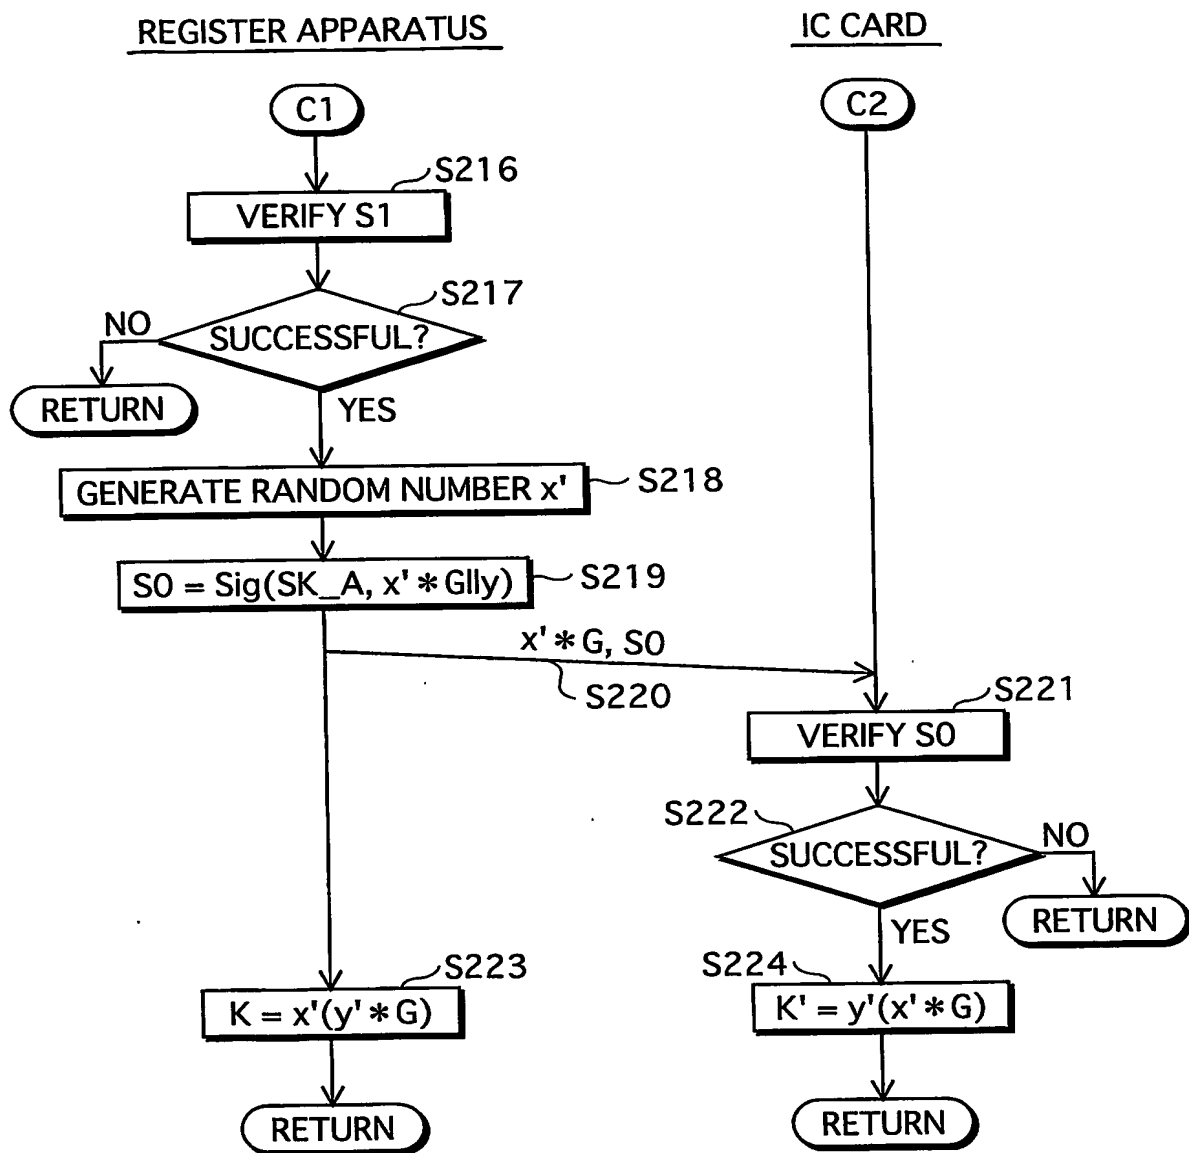 REGISTER APPARATUS
IC CARD
C1
C2
S216
VERIFY S1
S217
NO
SUCCESSFUL?
RETURN
YES
GENERATE RANDOM NUMBER x'
S218
S0 = Sig(SK_A, x' * Glly)
S219
x' * G, S0
S220
S221
VERIFY S0
S222
SUCCESSFUL?
NO
RETURN
YES
S223
K = x'(y' * G)
S224
K' = y'(x' * G)
RETURN
RETURN